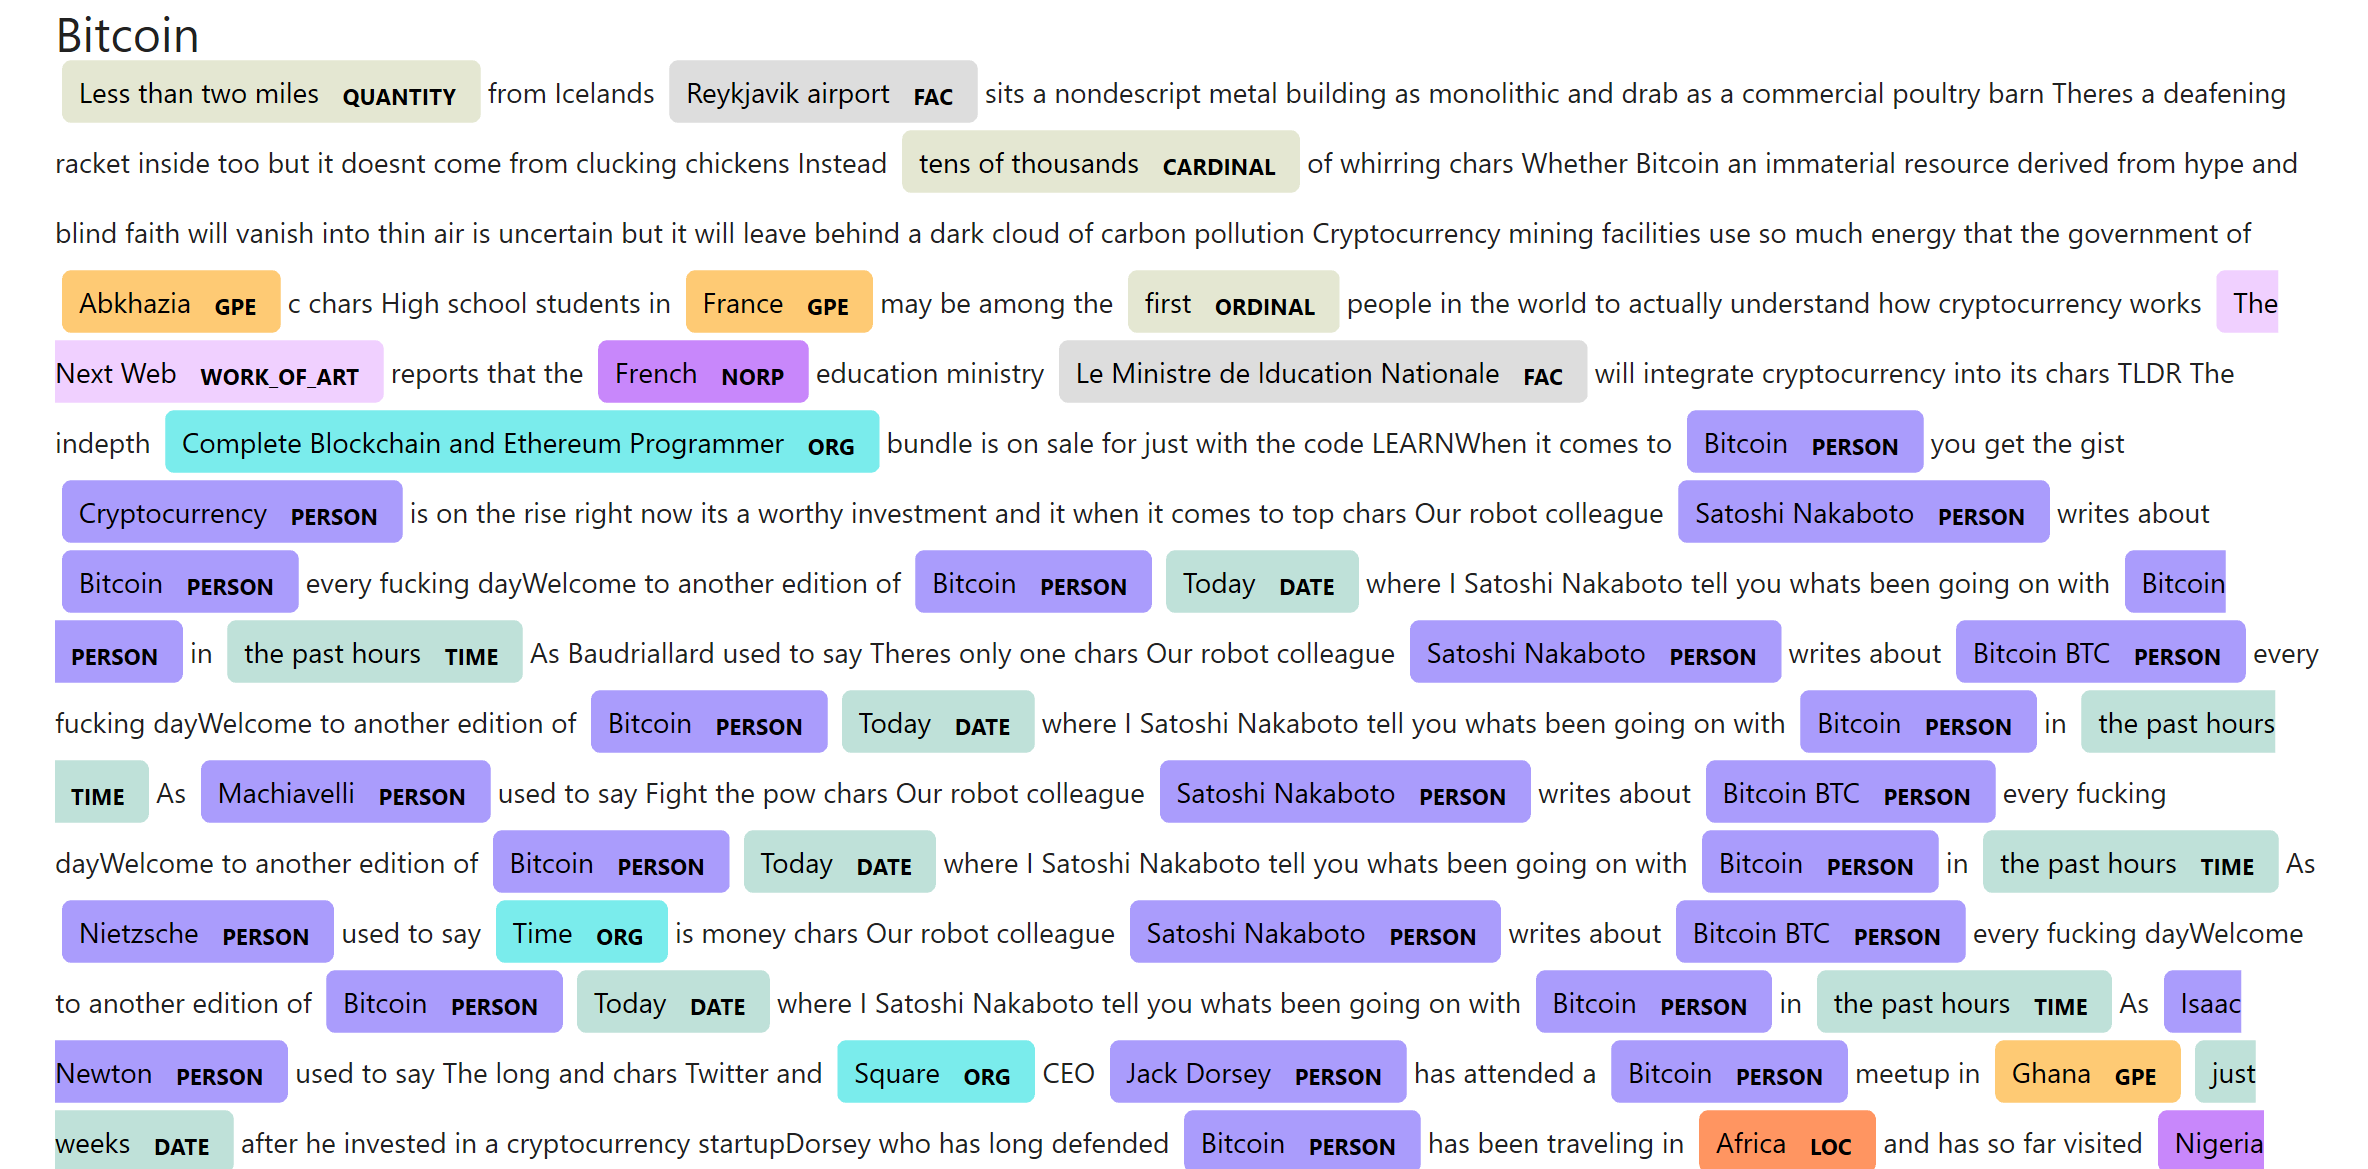 Bitcoin
Less than two miles QUANTITY from Icelands Reykjavik airport FAC sits a nondescript metal building as monolithic and drab as a commercial poultry barn Theres a deafening
racket inside too but it doesnt come from clucking chickens Instead tens of thousands CARDINAL of whirring chars Whether Bitcoin an immaterial resource derived from hype and
blind faith will vanish into thin air is uncertain but it will leave behind a dark cloud of carbon pollution Cryptocurrency mining facilities use so much energy that the government of
Abkhazia GPE c chars High school students in France GPE may be among the first ORDINAL people in the world to actually understand how cryptocurrency works The
Next Web WORK_OF_ART reports that the French NORP education ministry Le Ministre de lducation Nationale FAC will integrate cryptocurrency into its chars TLDR The
indepth Complete Blockchain and Ethereum Programmer ORG bundle is on sale for just with the code LEARNWhen it comes to Bitcoin PERSON you get the gist
Cryptocurrency PERSON is on the rise right now its a worthy investment and it when it comes to top chars Our robot colleague Satoshi Nakaboto PERSON writes about
Bitcoin PERSON every fucking dayWelcome to another edition of Bitcoin PERSON Today DATE where I Satoshi Nakaboto tell you whats been going on with Bitcoin
PERSON in the past hours TIME As Baudriallard used to say Theres only one chars Our robot colleague Satoshi Nakaboto PERSON writes about Bitcoin BTC PERSON every
fucking dayWelcome to another edition of Bitcoin PERSON Today DATE where I Satoshi Nakaboto tell you whats been going on with Bitcoin PERSON in the past hours
TIME As Machiavelli PERSON used to say Fight the pow chars Our robot colleague Satoshi Nakaboto PERSON writes about Bitcoin BTC PERSON every fucking
dayWelcome to another edition of Bitcoin PERSON Today DATE where I Satoshi Nakaboto tell you whats been going on with Bitcoin PERSON in the past hours TIME As
Nietzsche PERSON used to say Time ORG is money chars Our robot colleague Satoshi Nakaboto PERSON writes about Bitcoin BTC PERSON every fucking dayWelcome
to another edition of Bitcoin PERSON Today DATE where I Satoshi Nakaboto tell you whats been going on with Bitcoin PERSON in the past hours TIME As Isaac
Newton PERSON used to say The long and chars Twitter and Square ORG CEO Jack Dorsey PERSON has attended a Bitcoin PERSON meetup in Ghana GPE just
weeks DATE after he invested in a cryptocurrency startupDorsey who has long defended Bitcoin PERSON has been traveling in Africa LOC and has so far visited Nigeria